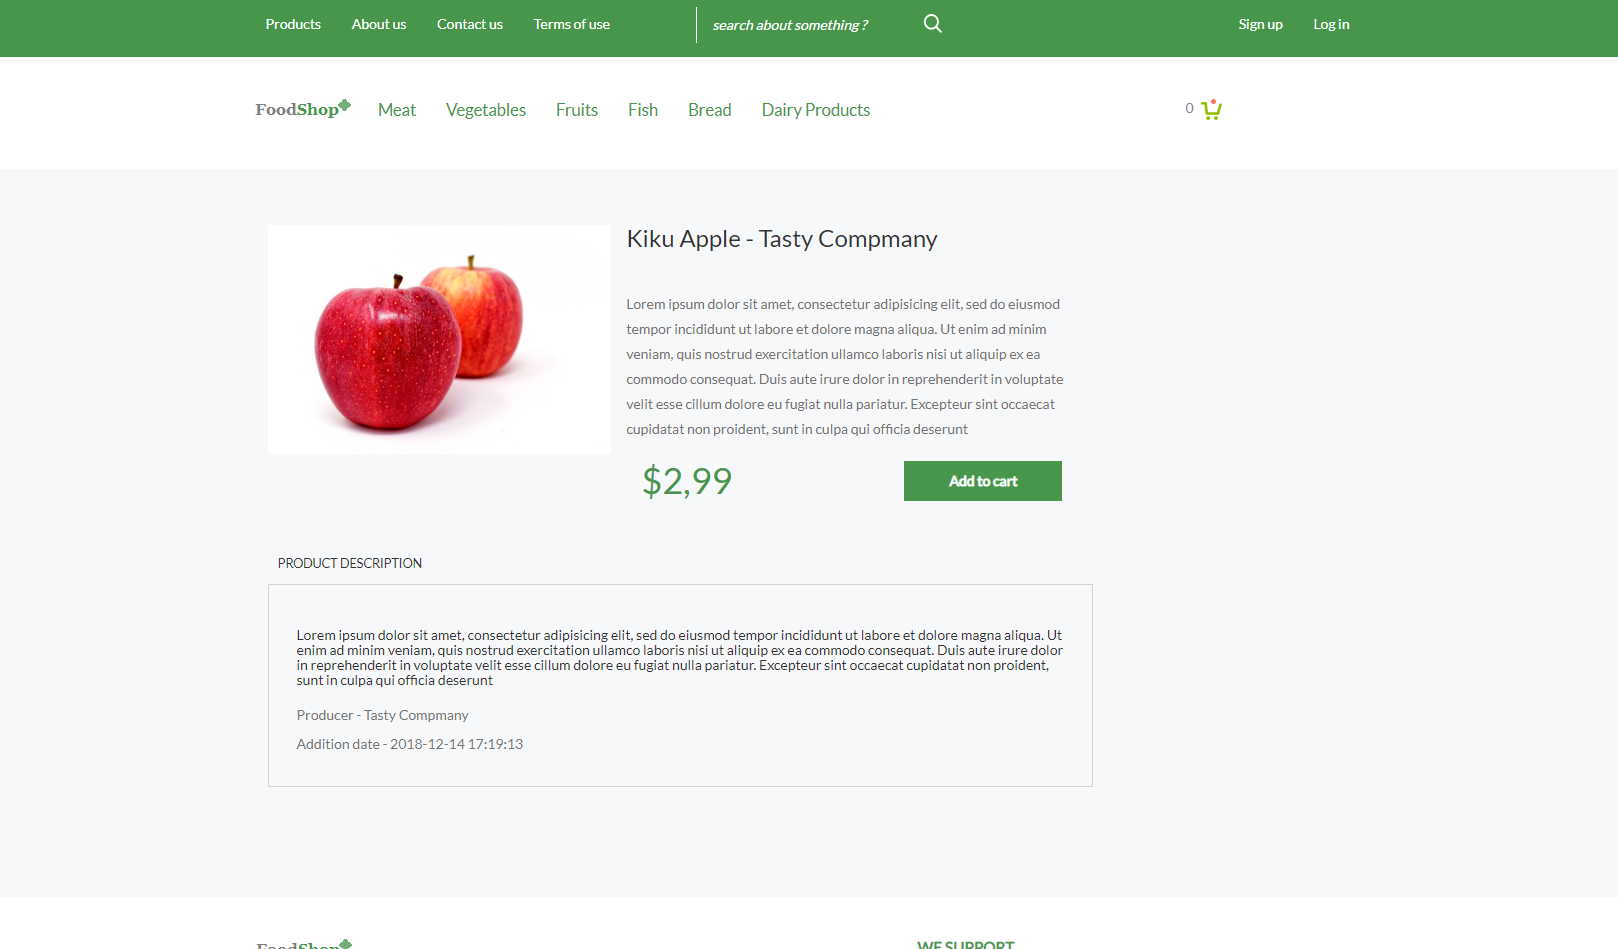 Products About us Contact us Terms of use search about something ? Sign up Log in
FoodShop Meat Vegetables Fruits Fish Bread Dairy Products 0
Kiku Apple - Tasty Compmany
Lorem ipsum dolor sit amet, consectetur adipisicing elit, sed do eiusmod
tempor incididunt ut labore et dolore magna aliqua. Ut enim ad minim
veniam, quis nostrud exercitation ullamco laboris nisi ut aliquip ex ea
commodo consequat. Duis aute irure dolor in reprehenderit in voluptate
velit esse cillum dolore eu fugiat nulla pariatur. Excepteur sint occaecat
cupidatat non proident, sunt in culpa qui officia deserunt
$2,99 Add to cart
PRODUCT DESCRIPTION
Lorem ipsum dolor sit amet, consectetur adipisicing elit, sed do eiusmod tempor incididunt ut labore et dolore magna aliqua. Ut
enim ad minim veniam, quis nostrud exercitation ullamco laboris nisi ut aliquip ex ea commodo consequat. Duis aute irure dolor
in reprehenderit in voluptate velit esse cillum dolore eu fugiat nulla pariatur. Excepteur sint occaecat cupidatat non proident,
sunt in culpa qui officia deserunt
Producer - Tasty Compmany
Addition date - 2018-12-14 17:19:13
FoodShop WE SUPPORT